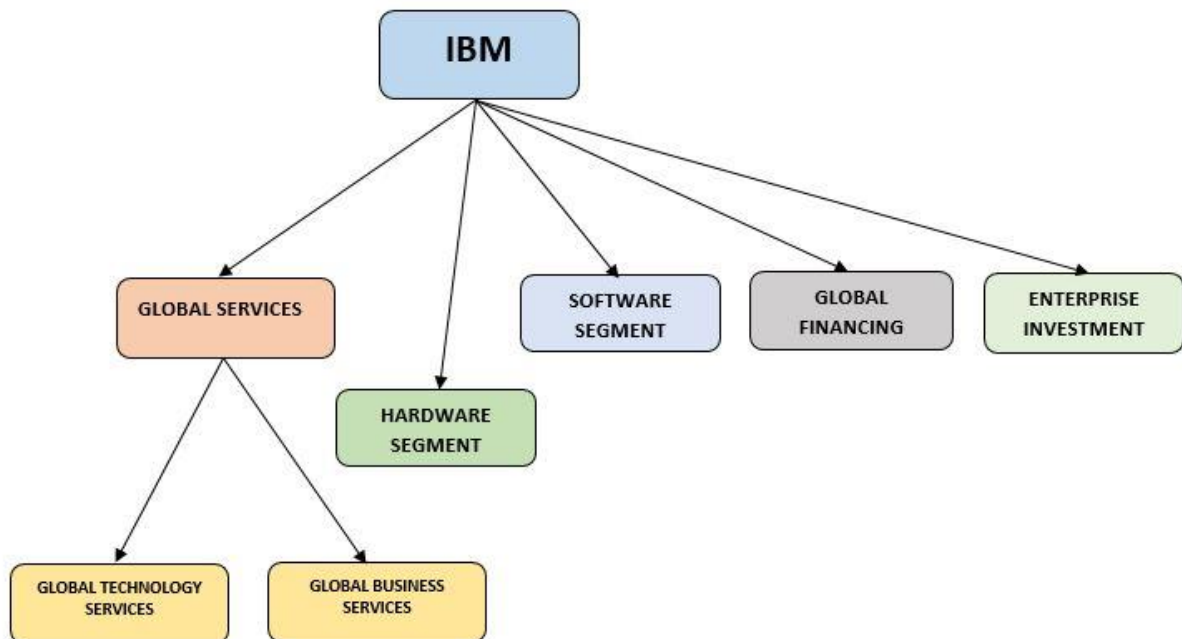 IBM
GLOBAL SERVICES
SOFTWARE
SEGMENT
GLOBAL
FINANCING
ENTERPRISE
INVESTMENT
HARDWARE
SEGMENT
GLOBAL TECHNOLOGY
SERVICES
GLOBAL BUSINESS
SERVICES